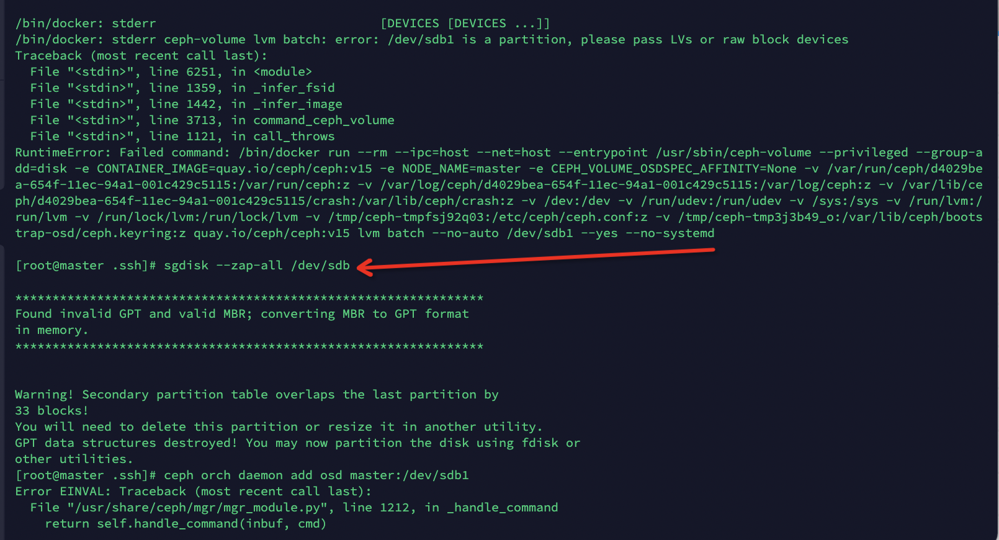 /bin/docker: stderr                              [DEVICES [DEVICES ...]]
/bin/docker: stderr ceph-volume lvm batch: error: /dev/sdb1 is a partition, please pass LVs or raw block devices
Traceback (most recent call last):
  File "<stdin>", line 6251, in <module>
  File "<stdin>", line 1359, in _infer_fsid
  File "<stdin>", line 1442, in _infer_image
  File "<stdin>", line 3713, in command_ceph_volume
  File "<stdin>", line 1121, in call_throws
RuntimeError: Failed command: /bin/docker run --rm --ipc=host --net=host --entrypoint /usr/sbin/ceph-volume --privileged --group-a
dd=disk -e CONTAINER_IMAGE=quay.io/ceph/ceph:v15 -e NODE_NAME=master -e CEPH_VOLUME_OSDSPEC_AFFINITY=None -v /var/run/ceph/d4029be
a-654f-11ec-94a1-001c429c5115:/var/run/ceph:z -v /var/log/ceph/d4029bea-654f-11ec-94a1-001c429c5115:/var/log/ceph:z -v /var/lib/ce
ph/d4029bea-654f-11ec-94a1-001c429c5115/crash:/var/lib/ceph/crash:z -v /dev:/dev -v /run/udev:/run/udev -v /sys:/sys -v /run/lvm:/
run/lvm -v /run/lock/lvm:/run/lock/lvm -v /tmp/ceph-tmpfsj92q03:/etc/ceph/ceph.conf:z -v /tmp/ceph-tmp3j3b49_o:/var/lib/ceph/boots
trap-osd/ceph.keyring:z quay.io/ceph/ceph:v15 lvm batch --no-auto /dev/sdb1 --yes --no-systemd
[root@master .ssh]# sgdisk --zap-all /dev/sdb
***************************************************************
Found invalid GPT and valid MBR; converting MBR to GPT format
in memory.
***************************************************************
Warning! Secondary partition table overlaps the last partition by
33 blocks!
You will need to delete this partition or resize it in another utility.
GPT data structures destroyed! You may now partition the disk using fdisk or
other utilities.
[root@master .ssh]# ceph orch daemon add osd master:/dev/sdb1
Error EINVAL: Traceback (most recent call last):
  File "/usr/share/ceph/mgr/mgr_module.py", line 1212, in _handle_command
    return self.handle_command(inbuf, cmd)